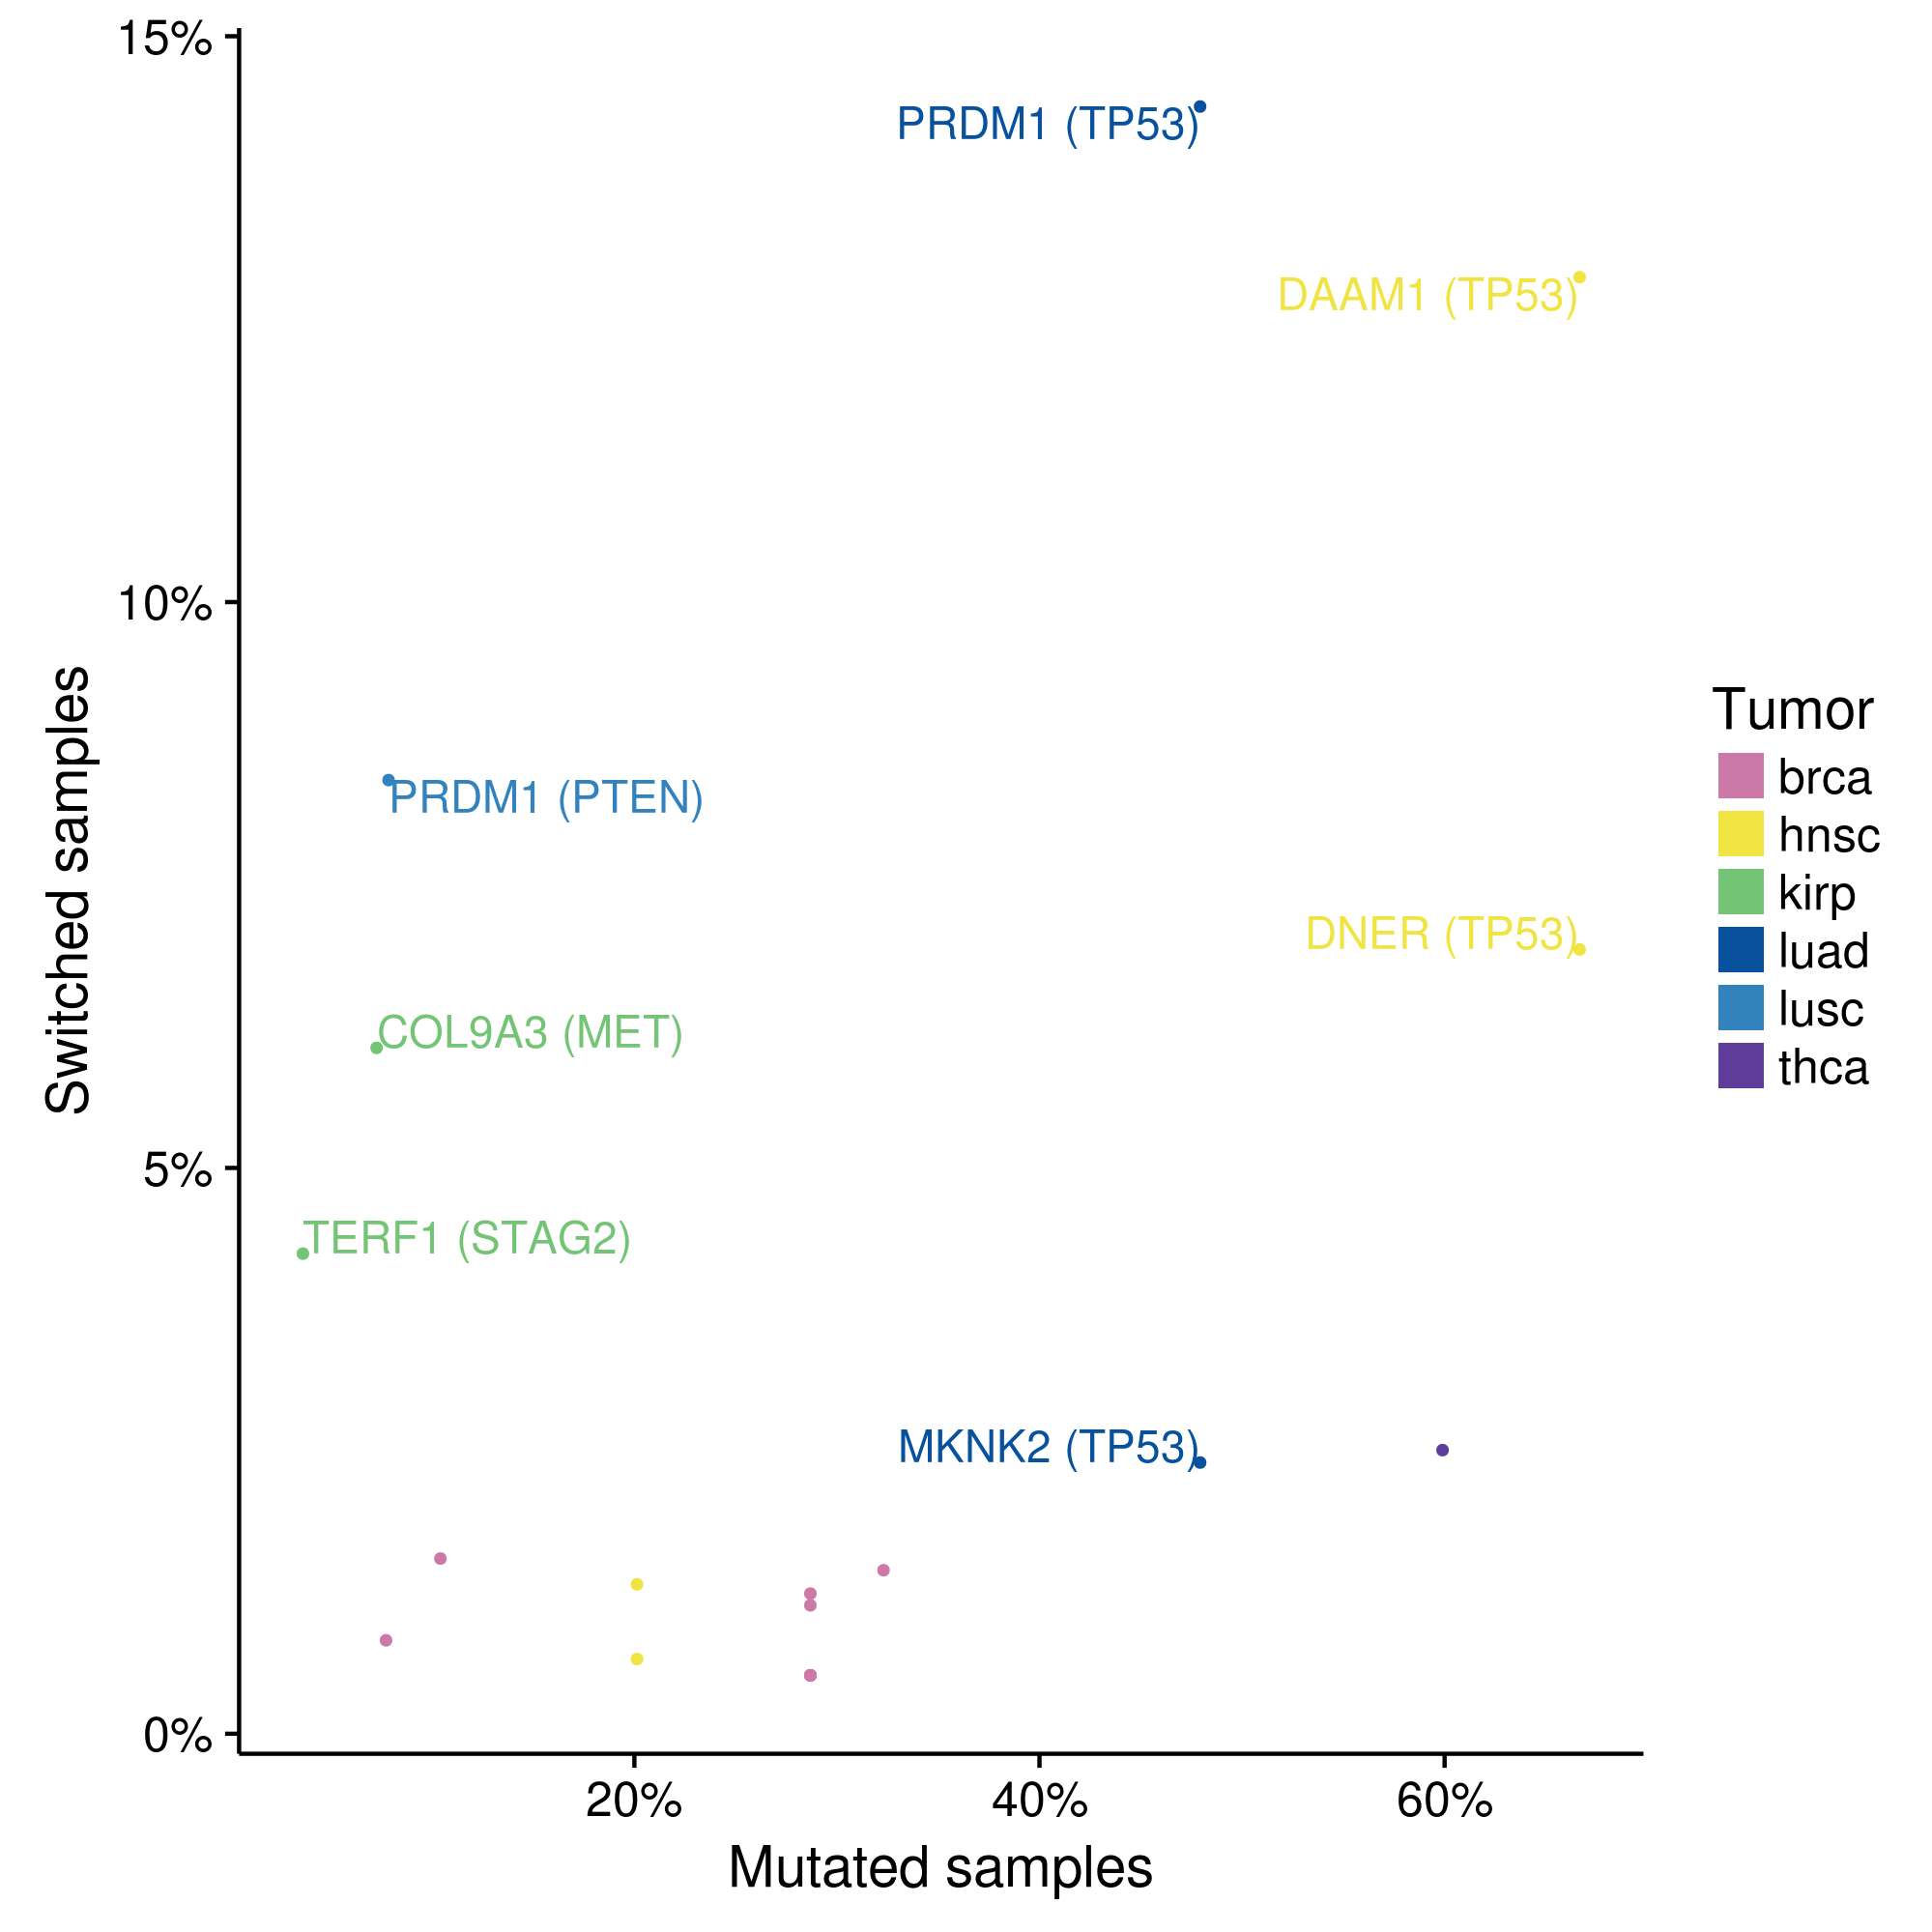 15%
PRDM1 (TP53)
DAAM1 (TP53)
10%
Switched samples
Tumor
brca
PRDM1 (PTEN)
hnsc
kirp
DNER (TP53)
luad
lusc
COL9A3 (MET)
thca
5%
TERF1 (STAG2)
MKNK2 (TP53)
0%
20%
40%
60%
Mutated samples